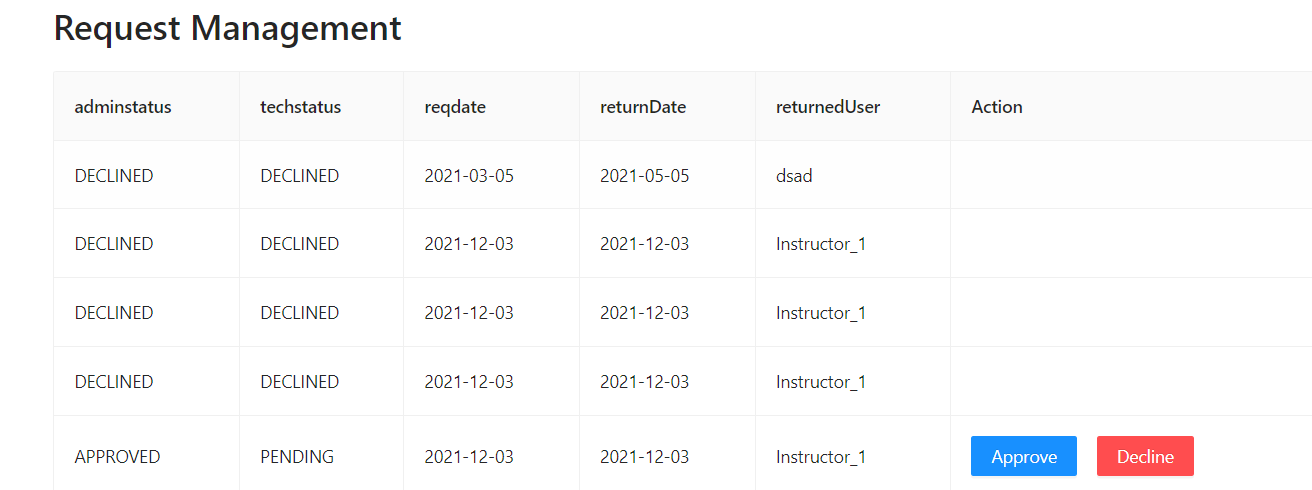 Request Management
adminstatus techstatus reqdate returnDate returnedUser Action
DECLINED DECLINED 2021-03-05 2021-05-05 dsad
DECLINED DECLINED 2021-12-03 2021-12-03 Instructor_1
DECLINED DECLINED 2021-12-03 2021-12-03 Instructor_1
DECLINED DECLINED 2021-12-03 2021-12-03 Instructor_1
APPROVED PENDING 2021-12-03 2021-12-03 Instructor_1 Approve Decline